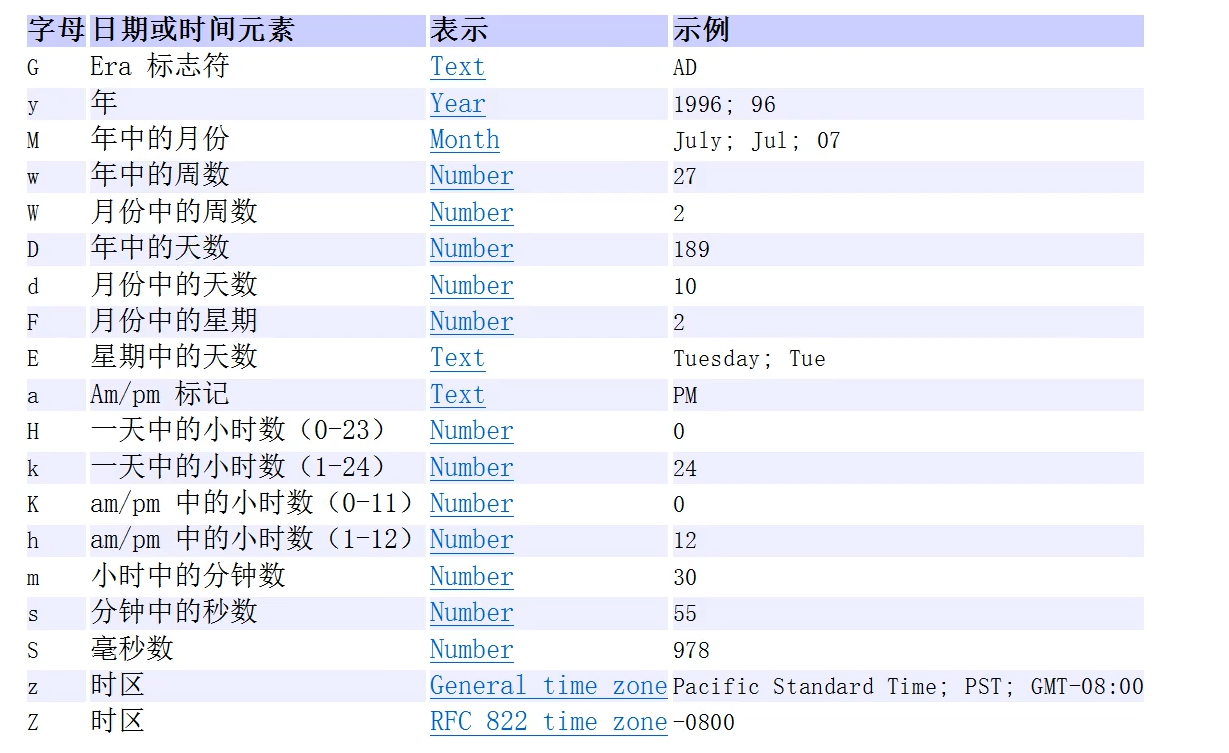 字母 日期或时间元素 表示 示例
G Era 标志符 Text AD
y 年 Year 1996; 96
M 年中的月份 Month July; Jul; 07
w 年中的周数 Number 27
W 月份中的周数 Number 2
D 年中的天数 Number 189
d 月份中的天数 Number 10
F 月份中的星期 Number 2
E 星期中的天数 Text Tuesday; Tue
a Am/pm 标记 Text PM
H 一天中的小时数（0-23） Number 0
k 一天中的小时数（1-24） Number 24
K am/pm 中的小时数（0-11） Number 0
h am/pm 中的小时数（1-12） Number 12
m 小时中的分钟数 Number 30
s 分钟中的秒数 Number 55
S 毫秒数 Number 978
z 时区 General time zone Pacific Standard Time; PST; GMT-08:00
Z 时区 RFC 822 time zone -0800